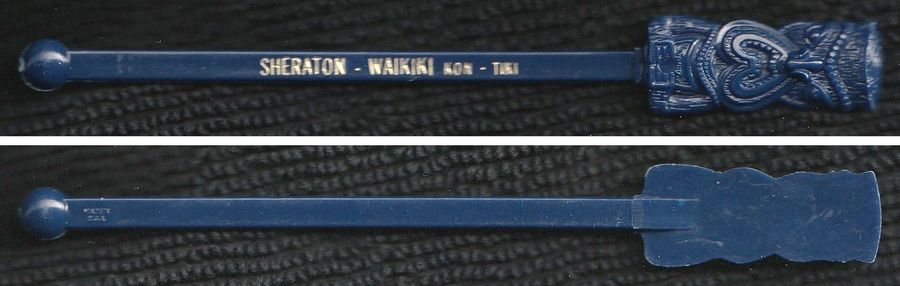 SHERATON - WAIKIKI KON - TIKI